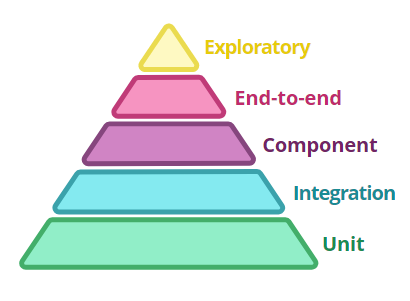 Exploratory
End-to-end
Component
Integration
Unit